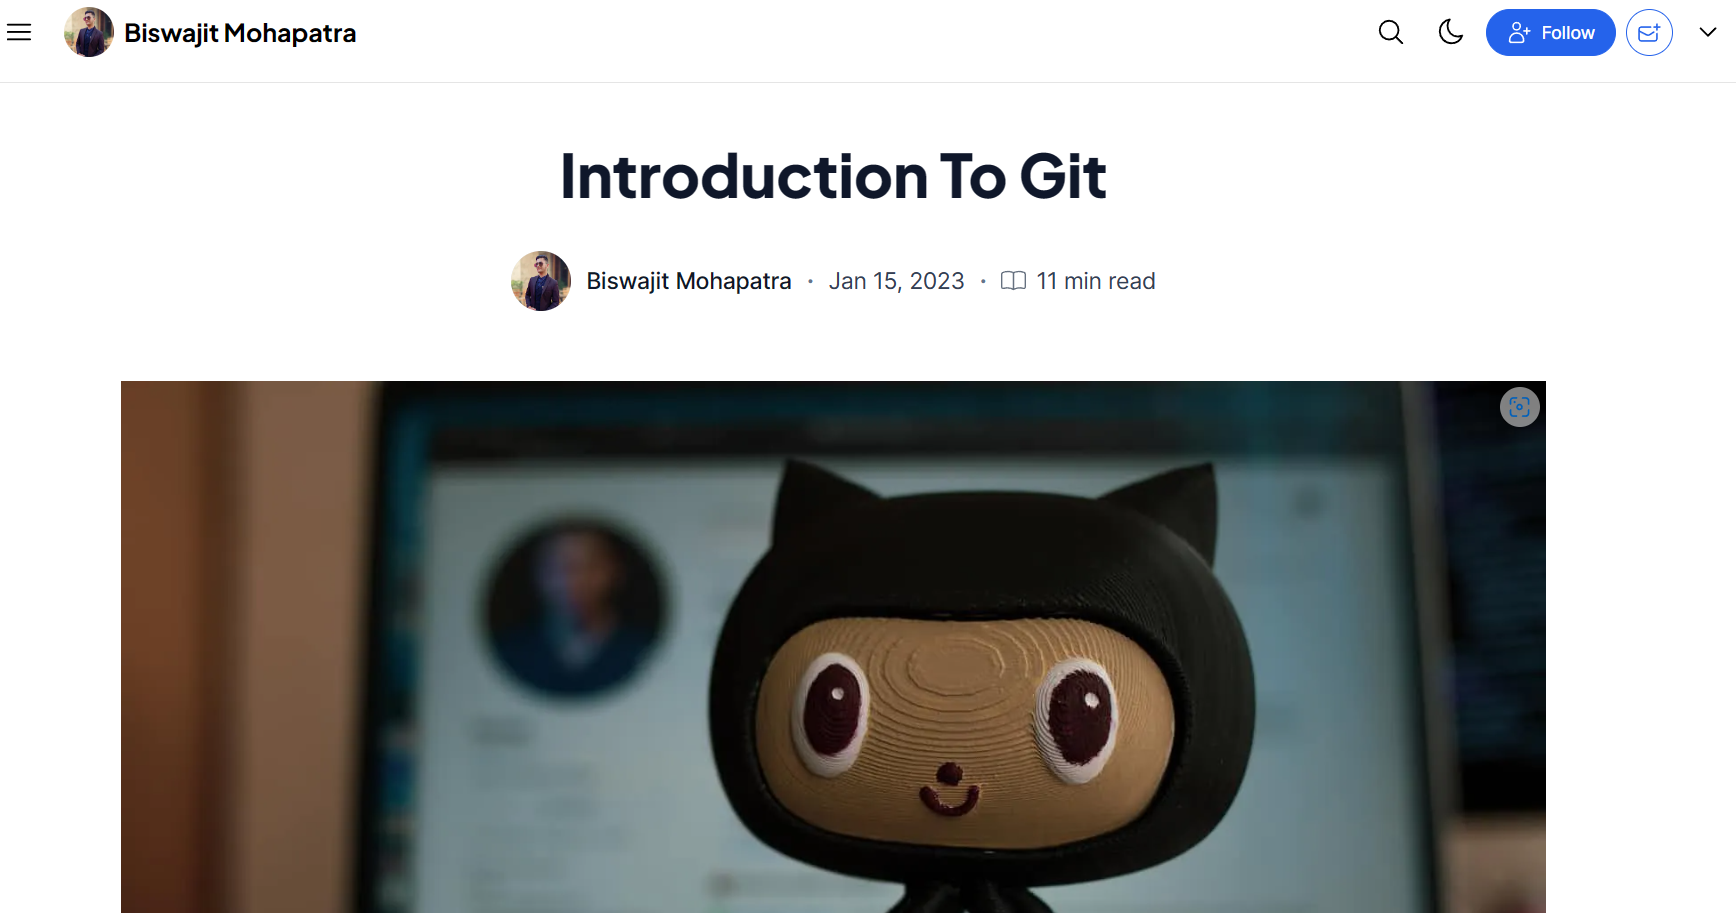 Biswajit Mohapatra
Follow
Introduction To Git
Biswajit Mohapatra · Jan 15, 2023 · 11 min read